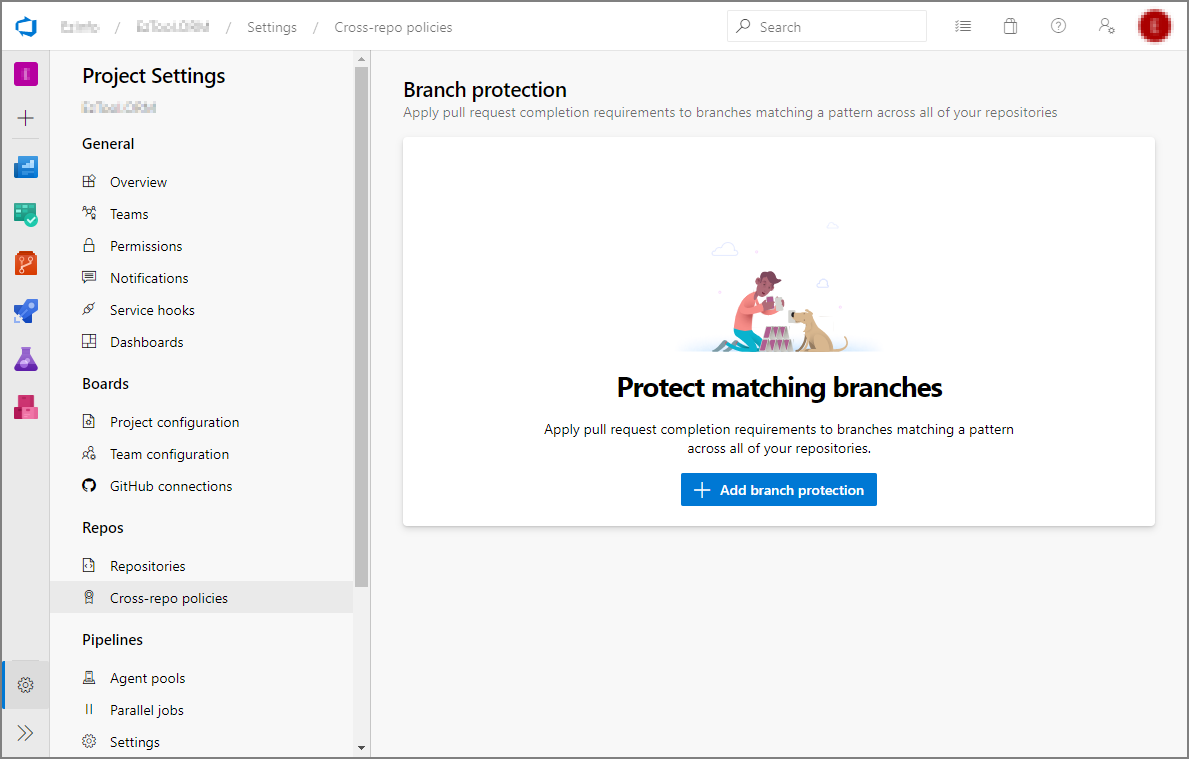 / / Settings / Cross-repo policies
Search
Project Settings
General
Overview
Teams
Permissions
Notifications
Service hooks
Dashboards
Boards
Project configuration
Team configuration
GitHub connections
Repos
Repositories
Cross-repo policies
Pipelines
Agent pools
Parallel jobs
Settings
Branch protection
Apply pull request completion requirements to branches matching a pattern across all of your repositories
Protect matching branches
Apply pull request completion requirements to branches matching a pattern
across all of your repositories.
Add branch protection